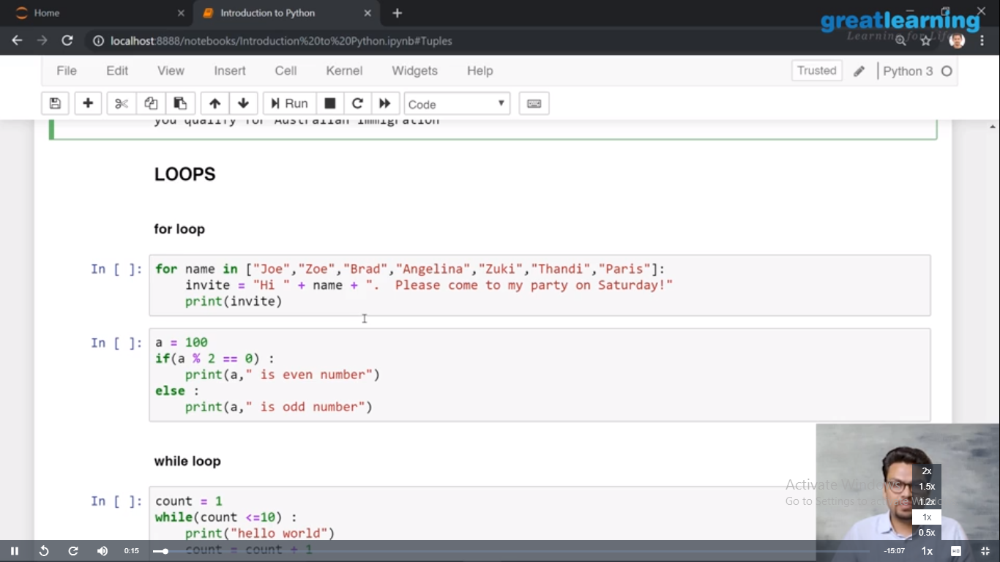 Home
Introduction to Python
greatlearning
Learning for Life
localhost:8888/notebooks/Introduction%20to%20Python.ipynb#Tuples
File Edit View Insert Cell Kernel Widgets Help
Trusted
Python 3
Run
Code
you qualify for Australian immigration
LOOPS
for loop
In [ ]: for name in ["Joe","Zoe","Brad","Angelina","Zuki","Thandi","Paris"]:
invite = "Hi " + name + ".  Please come to my party on Saturday!"
print(invite)
In [ ]: a = 100
if(a % 2 == 0) :
print(a," is even number")
else :
print(a," is odd number")
while loop
In [ ]: count = 1
while(count <=10) :
print("hello world")
count = count + 1
Activate Windows
Go to Settings to
2x
1.5x
1.2x
1x
0.5x
0:15
-15:07
1x
HD